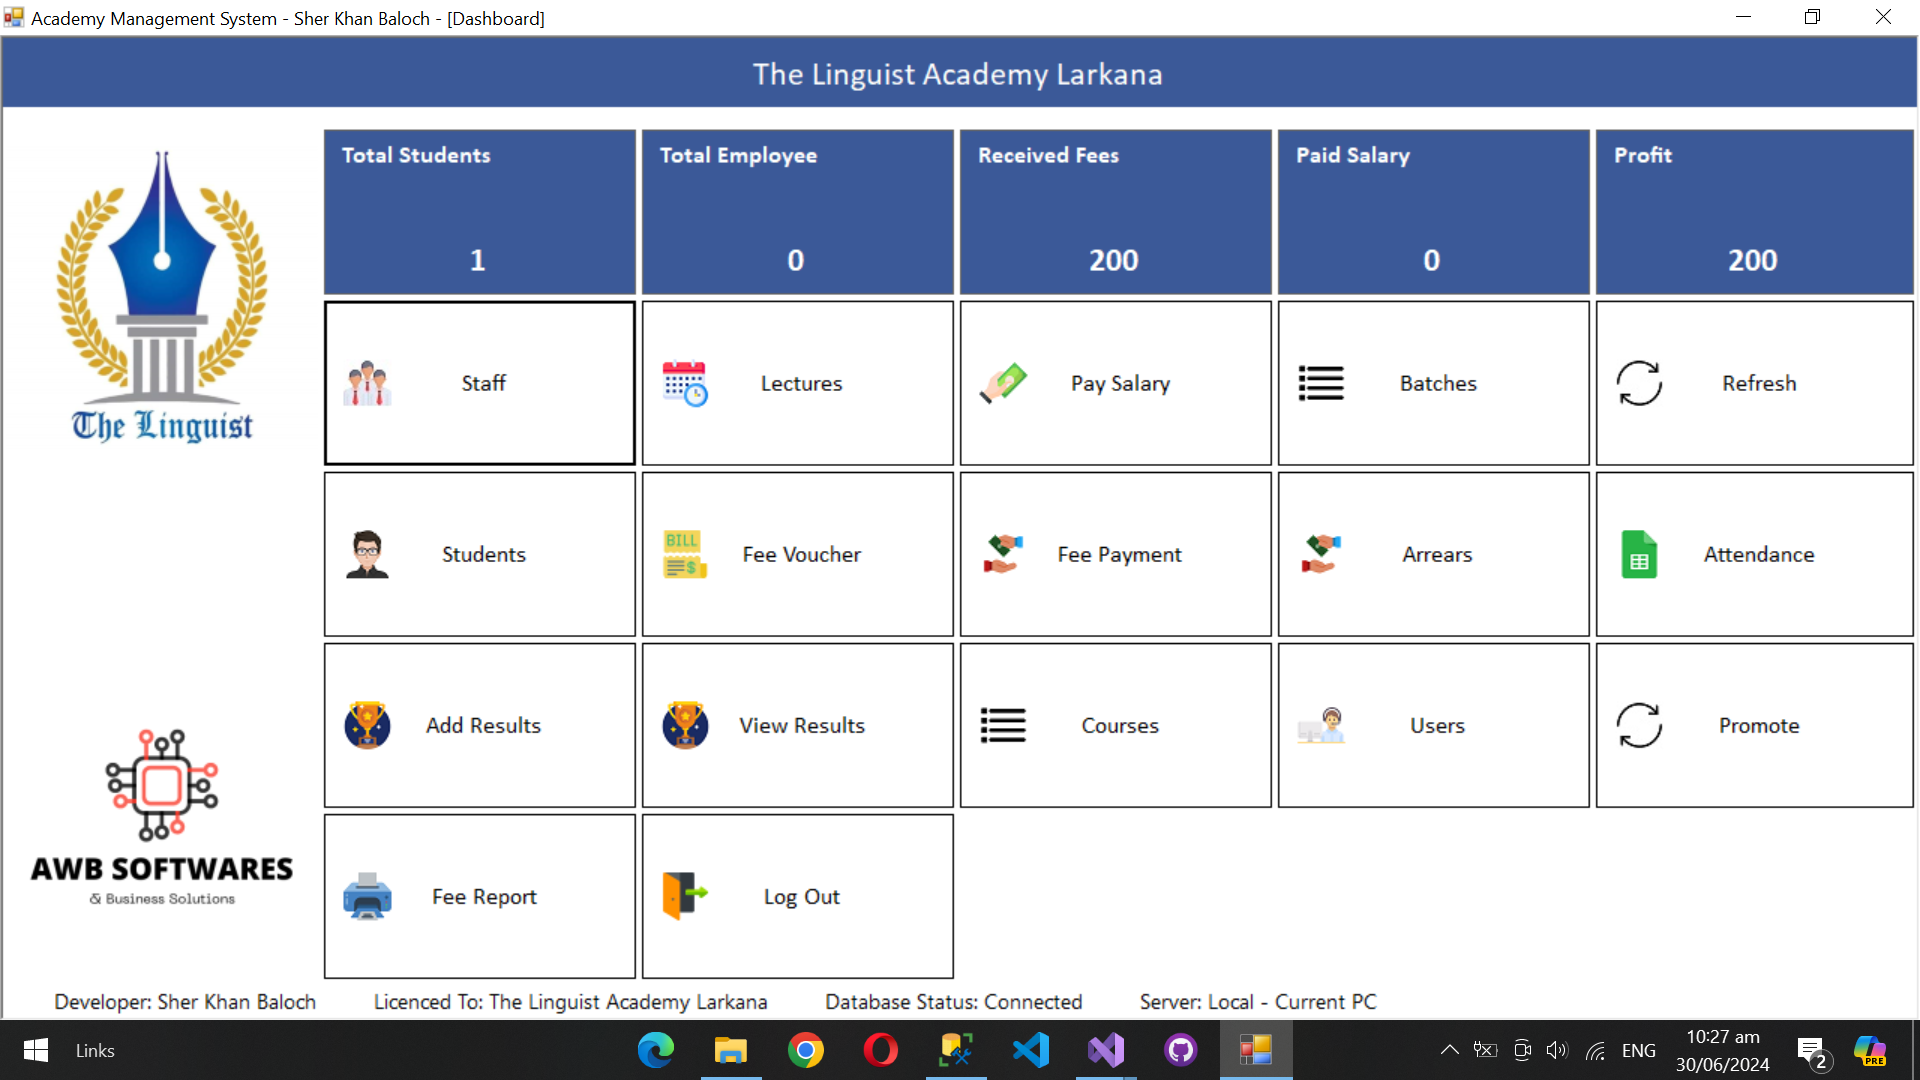 Academy Management System - Sher Khan Baloch - [Dashboard]
The Linguist Academy Larkana
Total Students
Total Employee
Received Fees
Paid Salary
Profit
1
0
200
0
200
Staff
Lectures
Pay Salary
Batches
Refresh
The Linguist
Students
BILL
$
Fee Voucher
Fee Payment
Arrears
Attendance
Add Results
View Results
Courses
Users
Promote
AWB SOFTWARES
& Business Solutions
Fee Report
Log Out
Developer: Sher Khan Baloch
Licenced To: The Linguist Academy Larkana
Database Status: Connected
Server: Local - Current PC
Links
ENG
10:27 am
30/06/2024
2
PRE